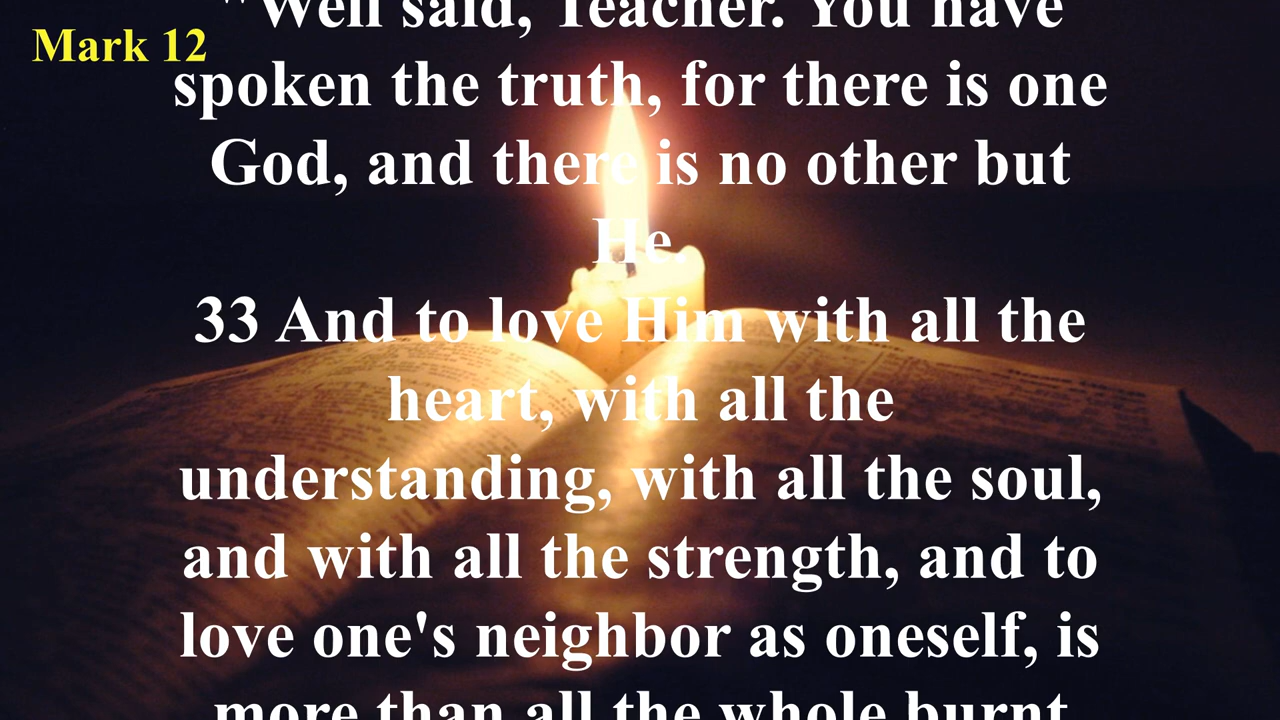 Mark 12
"Well said, Teacher. You have
spoken the truth, for there is one
God, and there is no other but
He.
33 And to love Him with all the
heart, with all the
understanding, with all the soul,
and with all the strength, and to
love one's neighbor as oneself, is
more than all the whole burnt